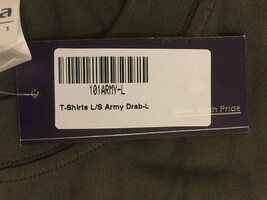 a
s
101ARMY-L
T-Shirts L/S Army Drab-L
Wear With Pride